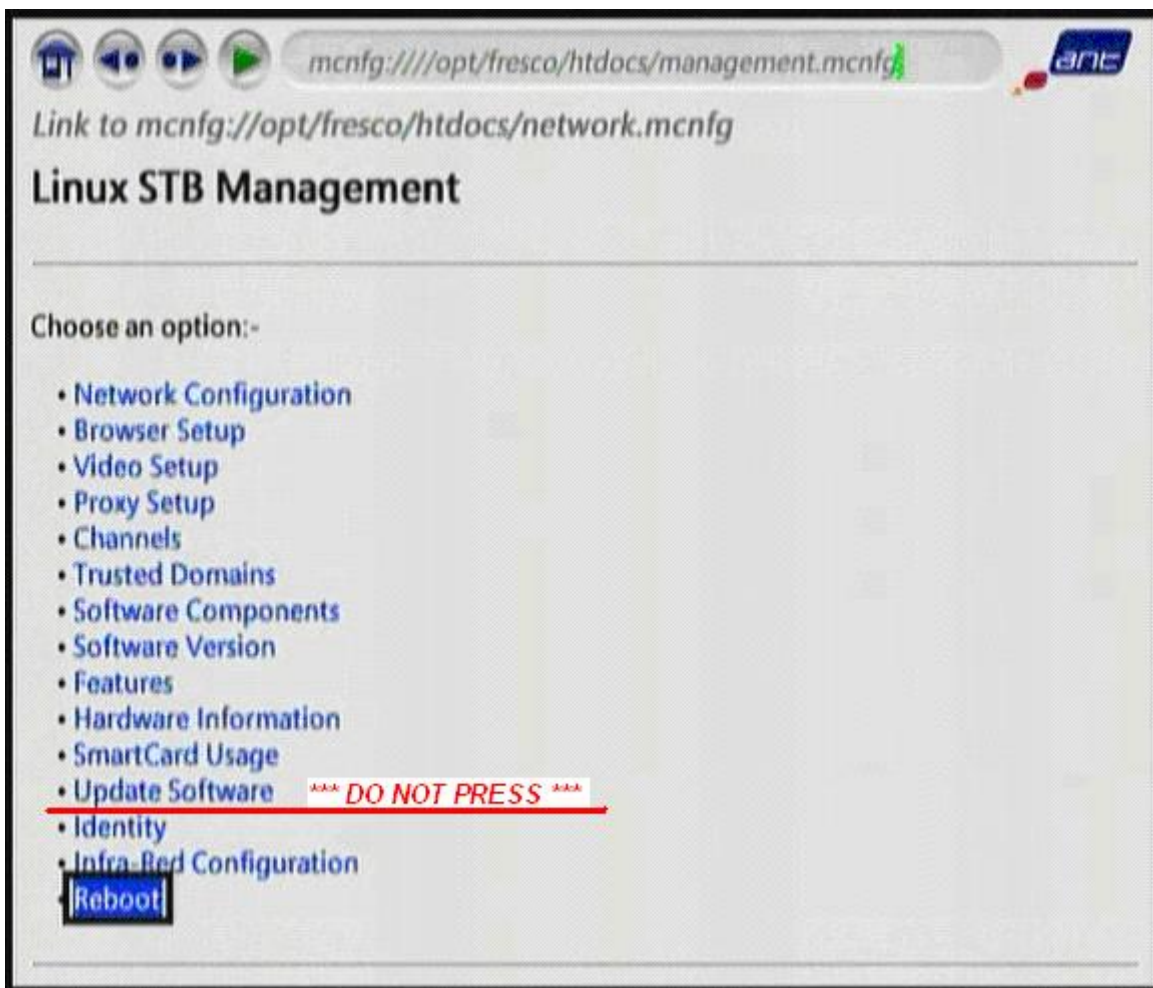 mcnfg:////opt/fresco/htdocs/management.mcnfg
ant
Link to mcnfg://opt/fresco/htdocs/network.mcnfg
Linux STB Management
Choose an option:-
• Network Configuration
• Browser Setup
• Video Setup
• Proxy Setup
• Channels
• Trusted Domains
• Software Components
• Software Version
• Features
• Hardware Information
• SmartCard Usage
• Update Software *** DO NOT PRESS ***
• Identity
• Infra-Red Configuration
• Reboot